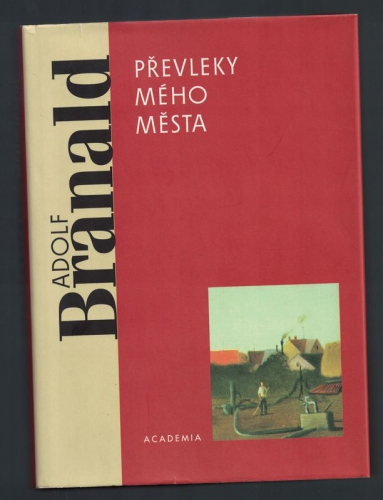 ADOLF
Branald
PŘEVLEKY
MÉHO
MĚSTA
ACADEMIA